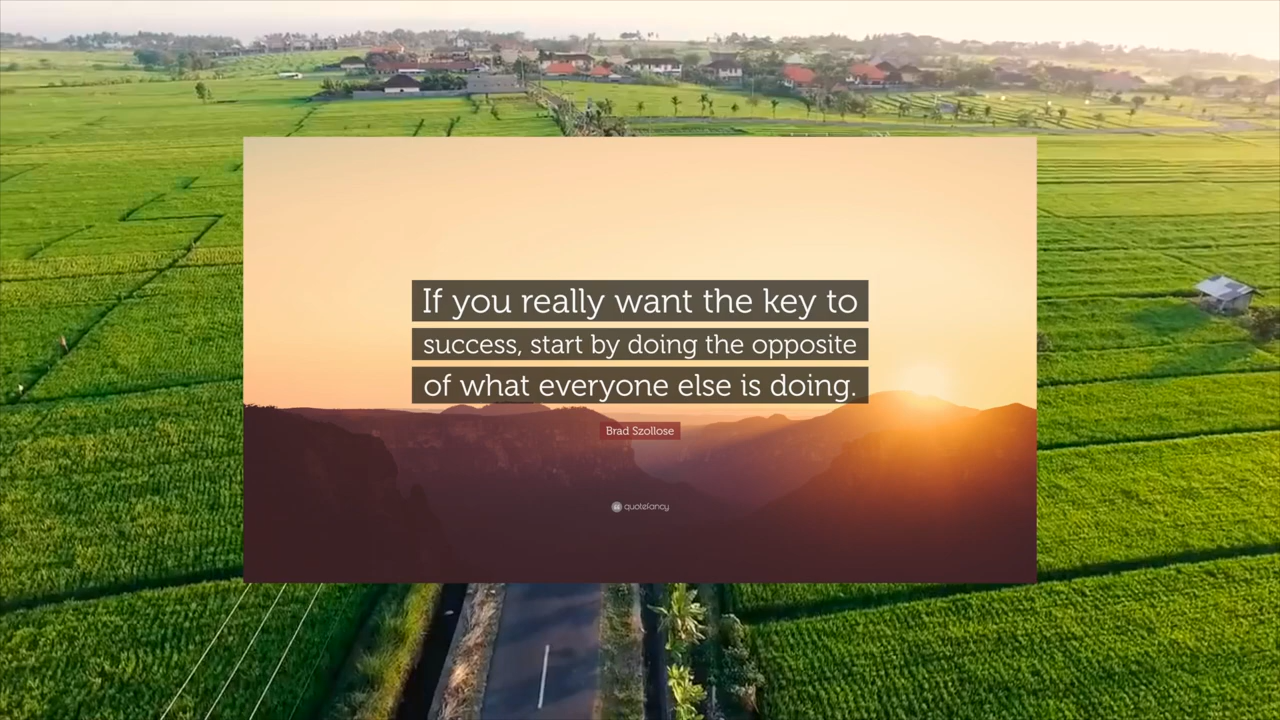 If you really want the key to
success, start by doing the opposite
of what everyone else is doing.
Brad Szollose
quotefancy